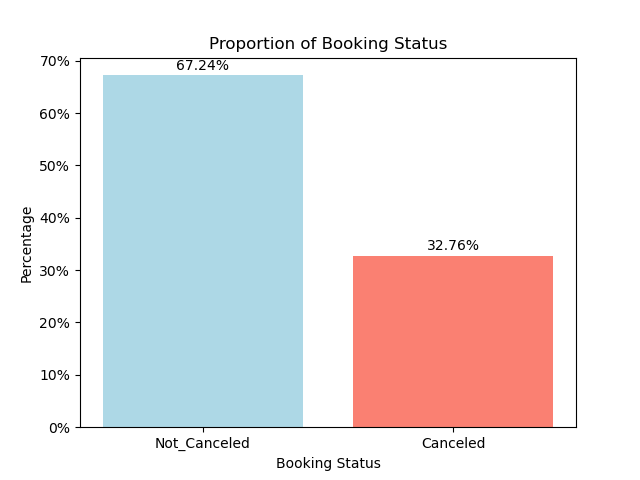 Proportion of Booking Status
70%
67.24%
60%
50%
40%
32.76%
30%
20%
10%
0%
Percentage
Not_Canceled
Canceled
Booking Status